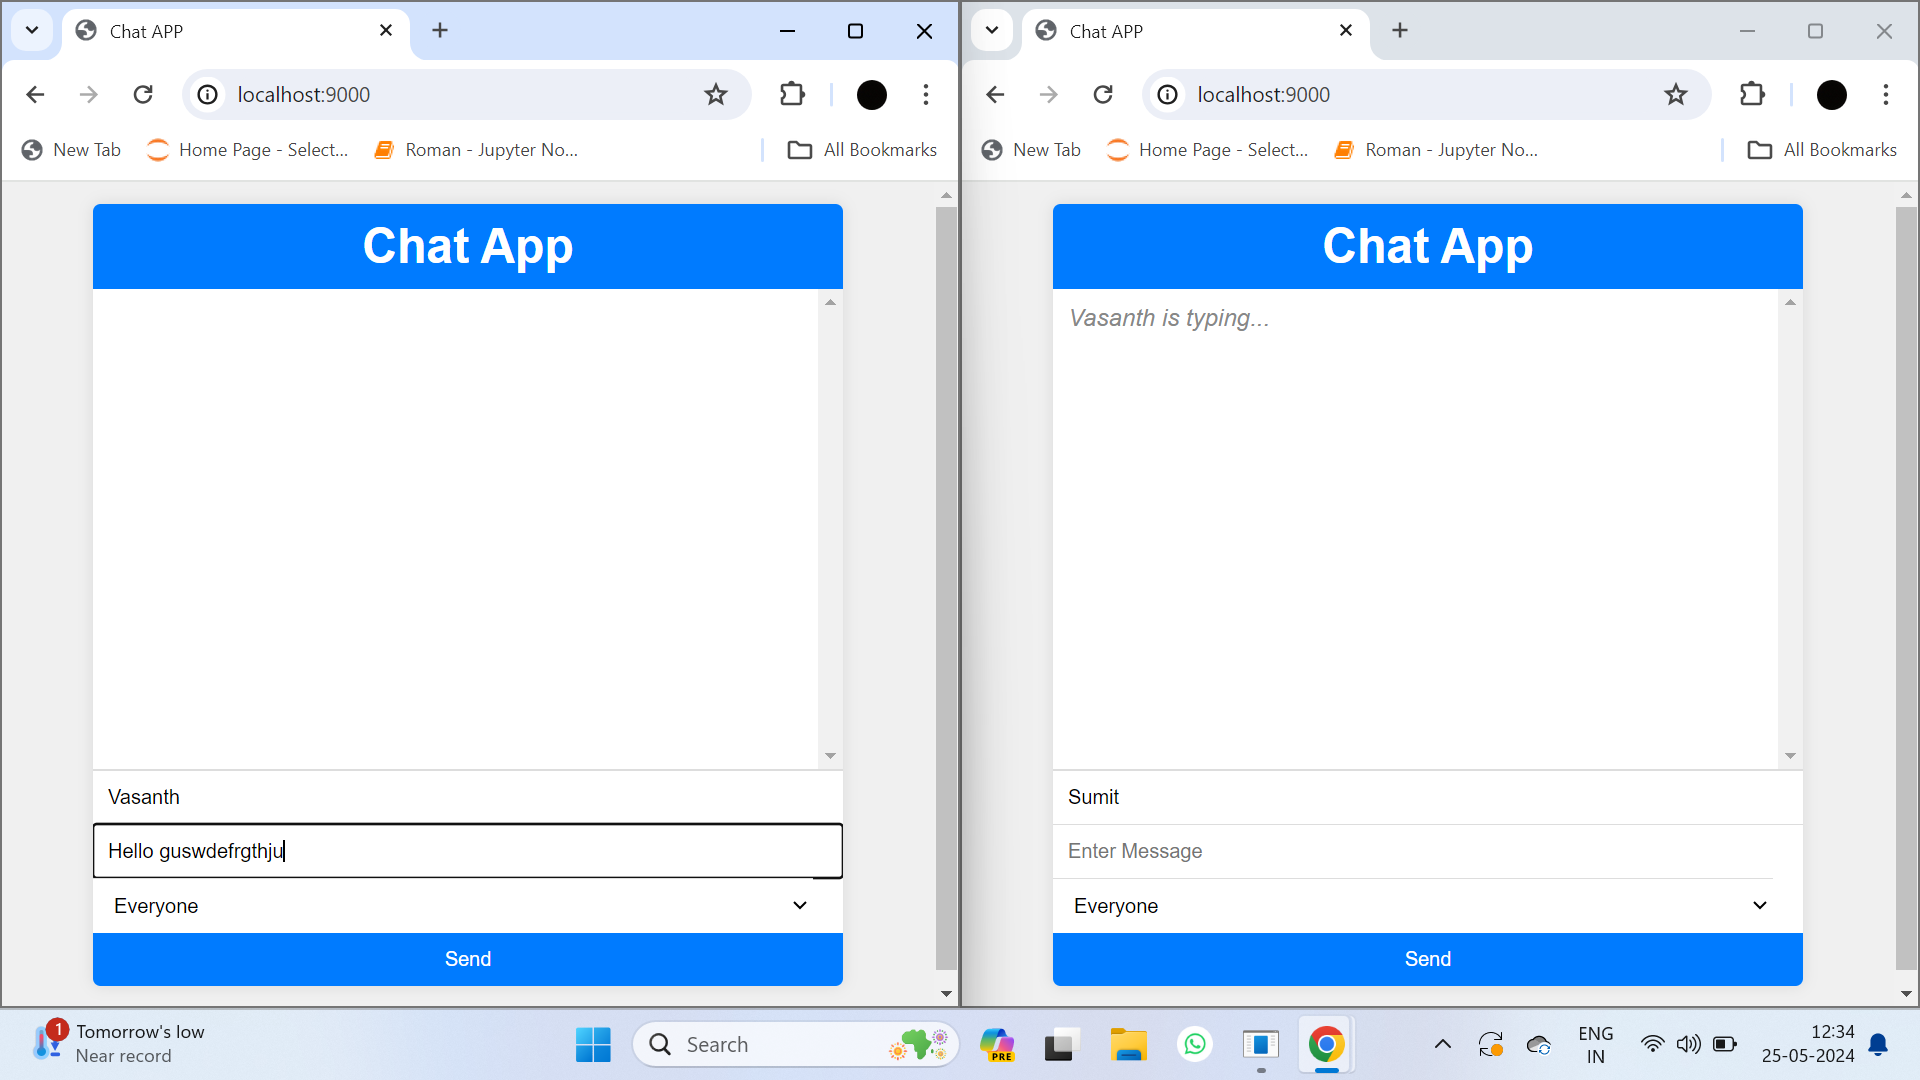 Chat APP
localhost:9000
New Tab
Home Page - Select...
Roman - Jupyter No...
All Bookmarks
Chat App
Vasanth
Hello guswdefrgthju
Everyone
Send
Chat APP
localhost:9000
New Tab
Home Page - Select...
Roman - Jupyter No...
All Bookmarks
Chat App
Vasanth is typing...
Sumit
Enter Message
Everyone
Send
1
Tomorrow's low
Near record
Search
PRE
ENG
IN
12:34
25-05-2024